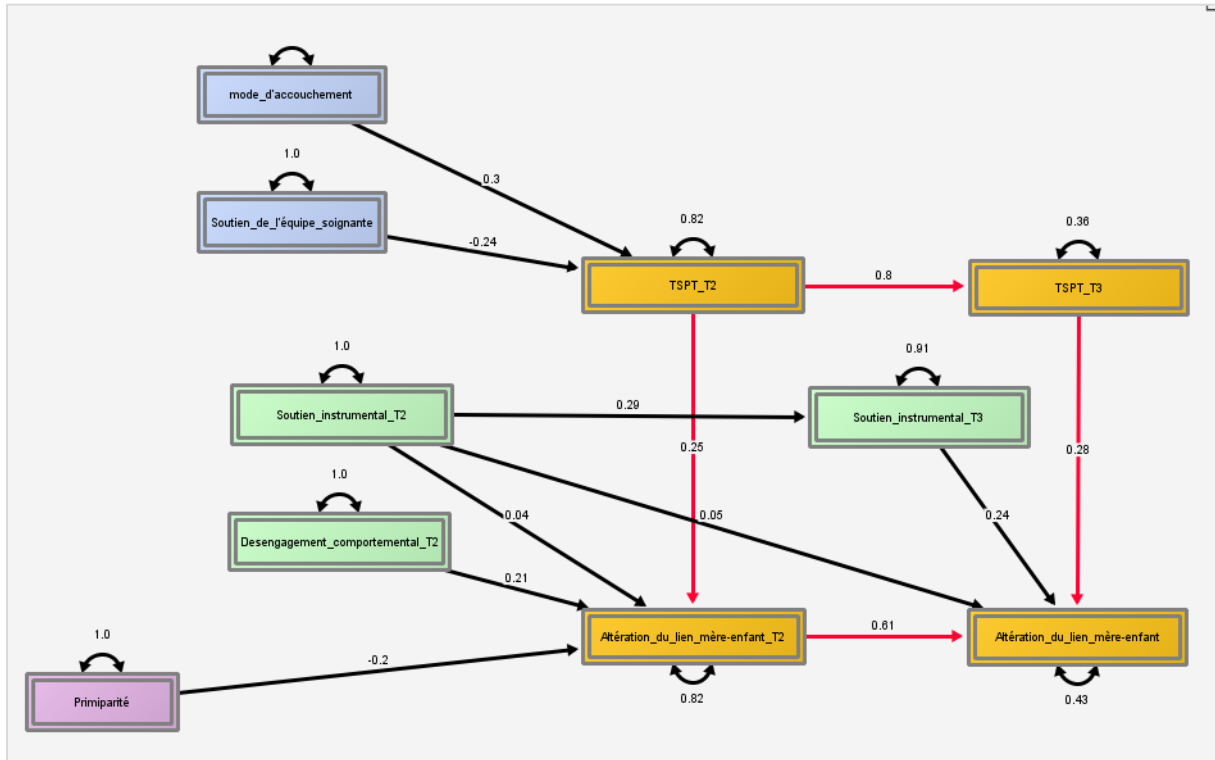 mode_d'accouchement
1.0
0.3
Soutien_de_l'équipe_soignante
-0.24
0.82
0.36
TSPT_T2
0.8
TSPT_T3
1.0
0.91
Soutien_instrumental_T2
0.29
Soutien_instrumental_T3
0.25
0.28
1.0
0.04
0.05
0.24
Desengagement_comportemental_T2
0.21
1.0
Altération_du_lien_mère-enfant_T2
0.61
Altération_du_lien_mère-enfant
-0.2
Primiparité
0.82
0.43